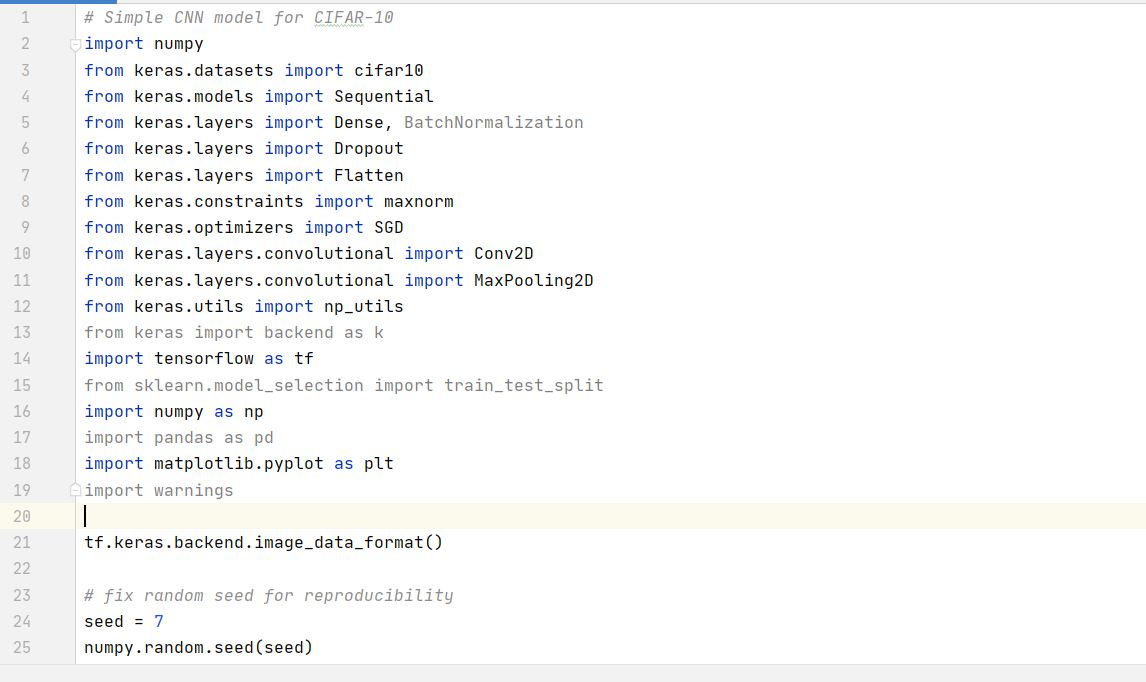 1 # Simple CNN model for CIFAR-10
2 import numpy
3 from keras.datasets import cifar10
4 from keras.models import Sequential
5 from keras.layers import Dense, BatchNormalization
6 from keras.layers import Dropout
7 from keras.layers import Flatten
8 from keras.constraints import maxnorm
9 from keras.optimizers import SGD
10 from keras.layers.convolutional import Conv2D
11 from keras.layers.convolutional import MaxPooling2D
12 from keras.utils import np_utils
13 from keras import backend as k
14 import tensorflow as tf
15 from sklearn.model_selection import train_test_split
16 import numpy as np
17 import pandas as pd
18 import matplotlib.pyplot as plt
19 import warnings
20
21 tf.keras.backend.image_data_format()
22
23 # fix random seed for reproducibility
24 seed = 7
25 numpy.random.seed(seed)